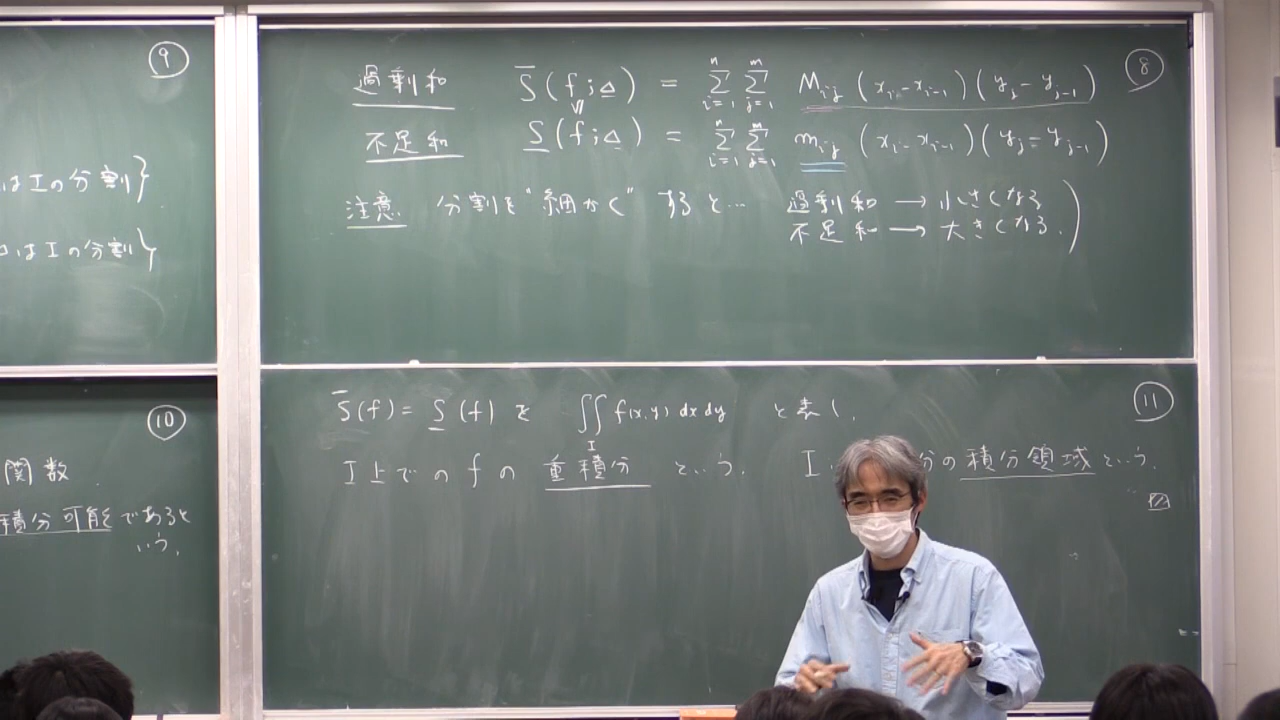 ⑨
はIの分割}
はIの分割}
⑩
関数
積分可能であると
いう.
⑧
過剰和 S̅(f;Δ) = Σ_{i=1}^{n} Σ_{j=1}^{m} M_{ij} (x_i - x_{i-1})(y_j - y_{j-1})
∨∥
不足和 S̲(f;Δ) = Σ_{i=1}^{n} Σ_{j=1}^{m} m_{ij} (x_i - x_{i-1})(y_j - y_{j-1})
注意. 分割を"細かく"すると… 過剰和 → 小さくなる
不足和 → 大きくなる.)
⑪
S̅(f) = S̲(f) を ∬_I f(x,y) dx dy と表し,
I上での f の 重積分 という. I 分の積分領域という.